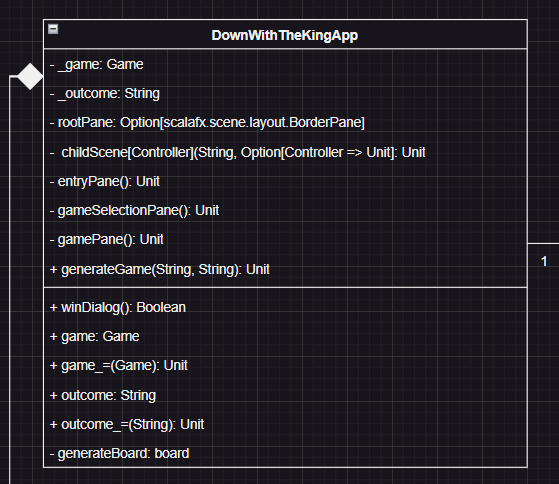 DownWithTheKingApp
- _game: Game
- _outcome: String
- rootPane: Option[scalafx.scene.layout.BorderPane]
- childScene[Controller](String, Option[Controller => Unit]: Unit
- entryPane(): Unit
- gameSelectionPane(): Unit
- gamePane(): Unit
+ generateGame(String, String): Unit
1
+ winDialog(): Boolean
+ game: Game
+ game_=(Game): Unit
+ outcome: String
+ outcome_=(String): Unit
- generateBoard: board